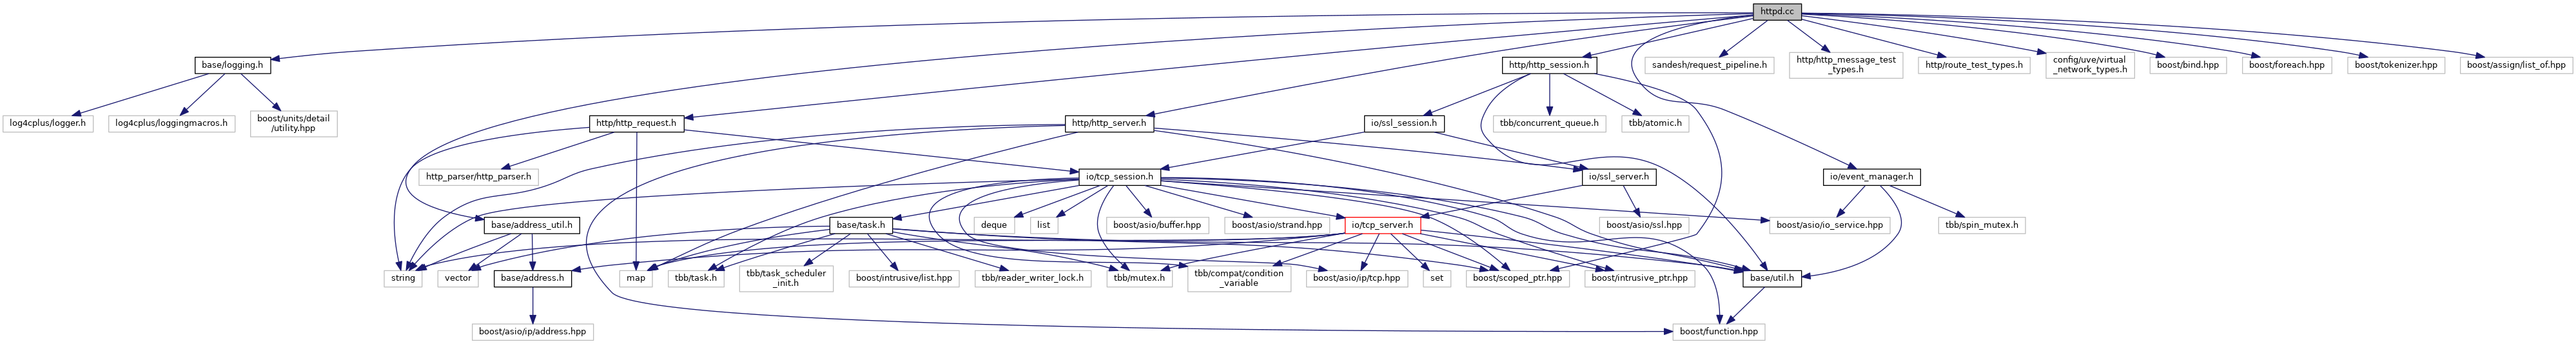 httpd.cc
base/logging.h
http/http_session.h
sandesh/request_pipeline.h
http/http_message_test
_types.h
http/route_test_types.h
config/uve/virtual
_network_types.h
boost/bind.hpp
boost/foreach.hpp
boost/tokenizer.hpp
boost/assign/list_of.hpp
log4cplus/logger.h
log4cplus/loggingmacros.h
boost/units/detail
/utility.hpp
http/http_request.h
http/http_server.h
io/ssl_session.h
tbb/concurrent_queue.h
tbb/atomic.h
http_parser/http_parser.h
io/tcp_session.h
io/ssl_server.h
io/event_manager.h
base/address_util.h
base/task.h
deque
list
boost/asio/buffer.hpp
boost/asio/strand.hpp
io/tcp_server.h
boost/asio/ssl.hpp
boost/asio/io_service.hpp
tbb/spin_mutex.h
string
vector
base/address.h
map
tbb/task.h
tbb/task_scheduler
_init.h
boost/intrusive/list.hpp
tbb/reader_writer_lock.h
tbb/mutex.h
tbb/compat/condition
_variable
boost/asio/ip/tcp.hpp
set
boost/scoped_ptr.hpp
boost/intrusive_ptr.hpp
base/util.h
boost/asio/ip/address.hpp
boost/function.hpp